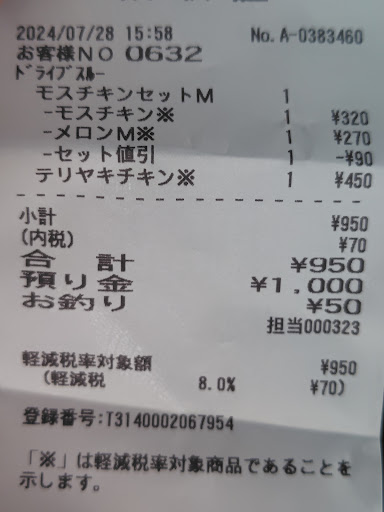 2024/07/28 15:58 No.A-0383460
お客様NO 0632
ﾄﾞﾗｲﾌﾞｽﾙｰ
モスチキンセットM 1
-モスチキン※ 1 ¥320
-メロンM※ 1 ¥270
-セット値引 1 -¥90
テリヤキチキン※ 1 ¥450
小計 ¥950
(内税) ¥70
合計 ¥950
預り金 ¥1,000
お釣り ¥50
担当000323
軽減税率対象額 ¥950
(軽減税 8.0% ¥70)
登録番号:T3140002067954
「※」は軽減税率対象商品であることを
示します。